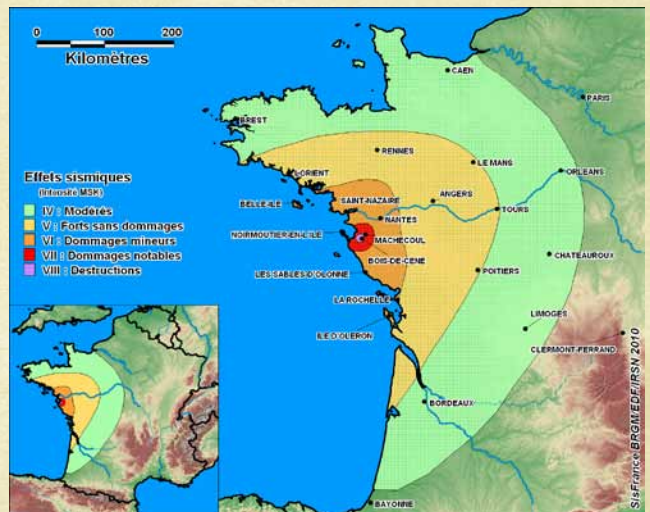 0 100 200
Kilomètres
CAEN
PARIS
BREST
RENNES
LE MANS
ORLEANS
LORIENT
Effets sismiques
(Intensité MSK)
IV : Modérés
V : Forts sans dommages
VI : Dommages mineurs
VII : Dommages notables
VIII : Destructions
BELLE-ILE
SAINT-NAZAIRE
ANGERS
TOURS
NANTES
NOIRMOUTIER-EN-L'ILE
MACHECOUL
BOIS-DE-CENE
CHATEAUROUX
LES SABLES-D'OLONNE
POITIERS
LA ROCHELLE
ILE D'OLERON
LIMOGES
CLERMONT-FERRAND
BORDEAUX
BAYONNE
SisFrance BRGM/EDF/IRSN 2010